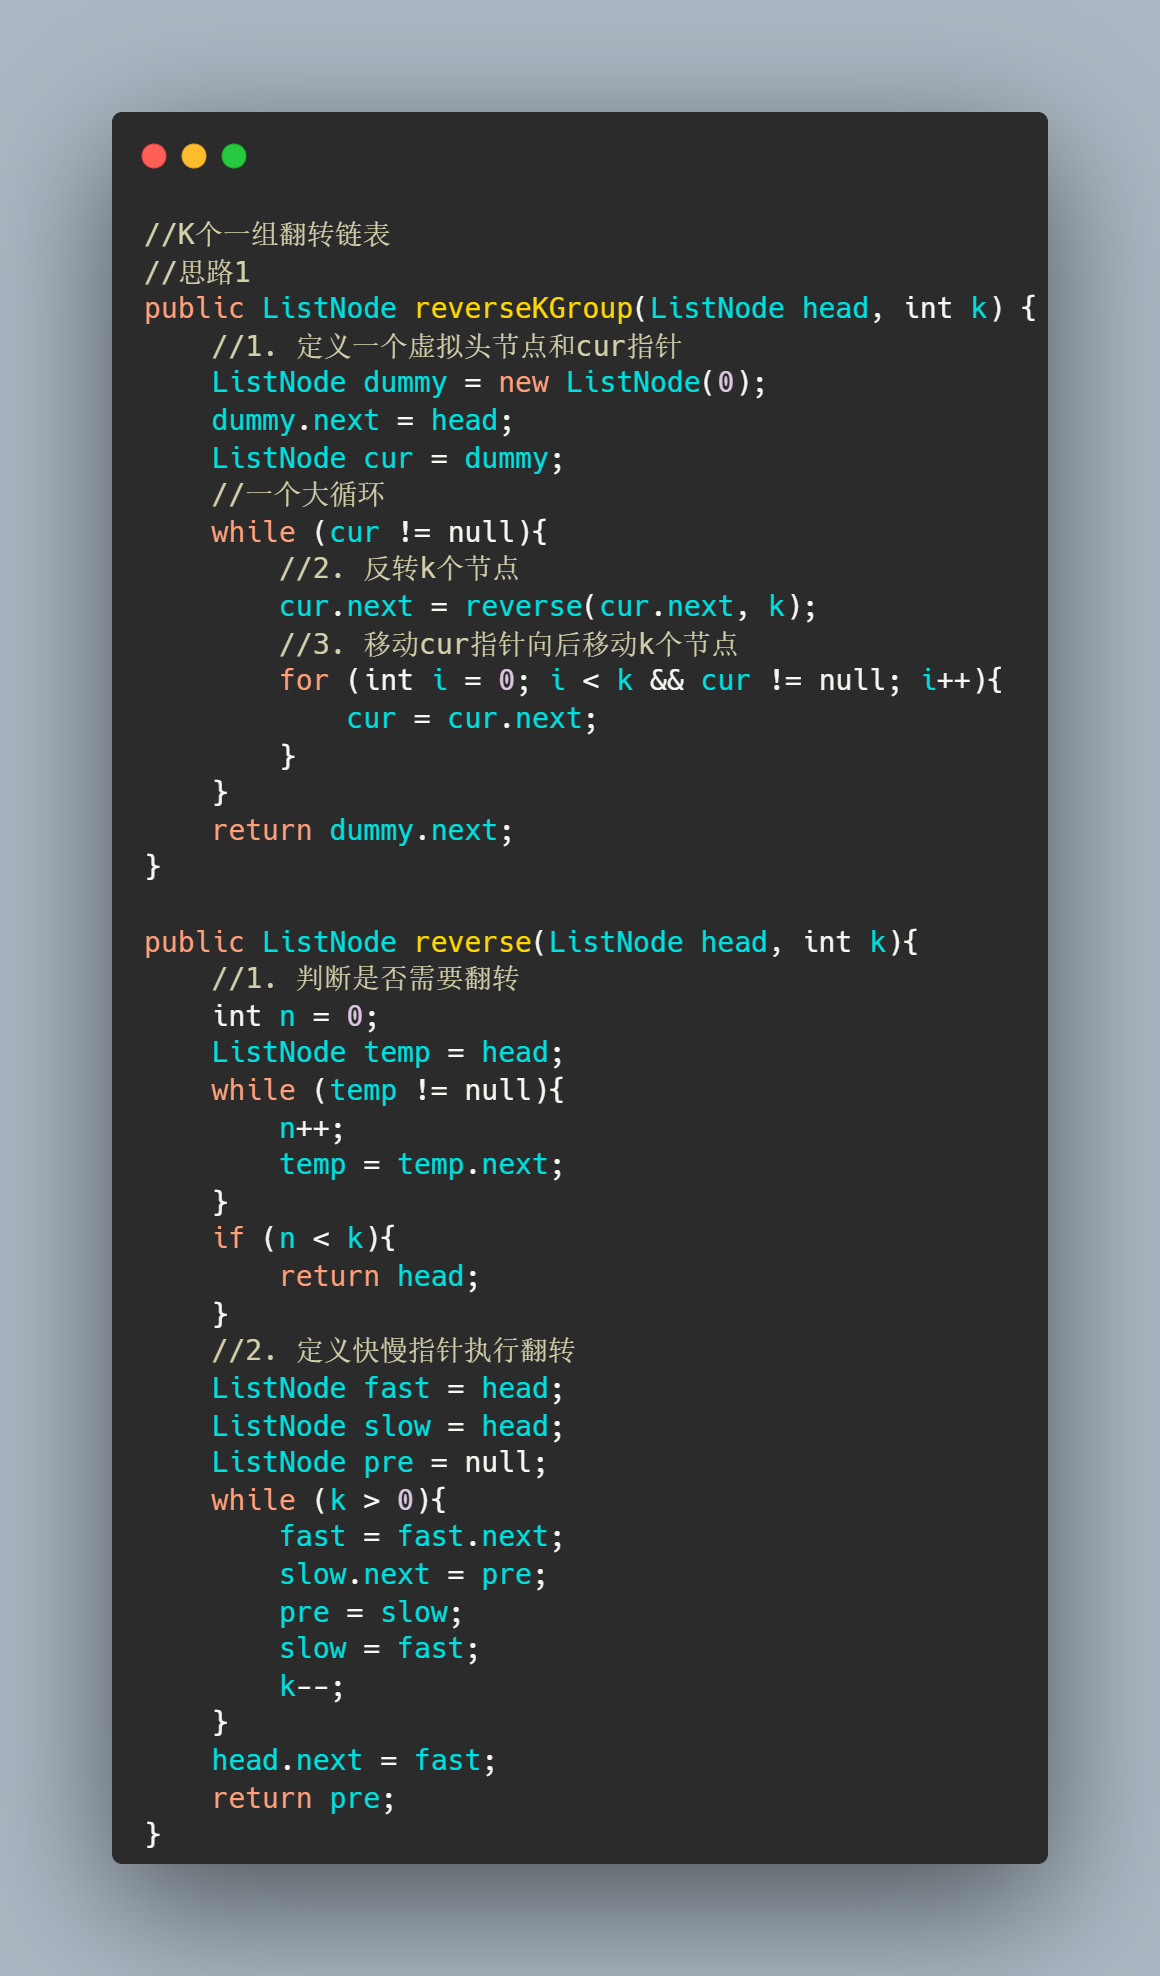 //K个一组翻转链表
//思路1
public ListNode reverseKGroup(ListNode head, int k) {
    //1. 定义一个虚拟头节点和cur指针
    ListNode dummy = new ListNode(0);
    dummy.next = head;
    ListNode cur = dummy;
    //一个大循环
    while (cur != null){
        //2. 反转k个节点
        cur.next = reverse(cur.next, k);
        //3. 移动cur指针向后移动k个节点
        for (int i = 0; i < k && cur != null; i++){
            cur = cur.next;
        }
    }
    return dummy.next;
}

public ListNode reverse(ListNode head, int k){
    //1. 判断是否需要翻转
    int n = 0;
    ListNode temp = head;
    while (temp != null){
        n++;
        temp = temp.next;
    }
    if (n < k){
        return head;
    }
    //2. 定义快慢指针执行翻转
    ListNode fast = head;
    ListNode slow = head;
    ListNode pre = null;
    while (k > 0){
        fast = fast.next;
        slow.next = pre;
        pre = slow;
        slow = fast;
        k--;
    }
    head.next = fast;
    return pre;
}